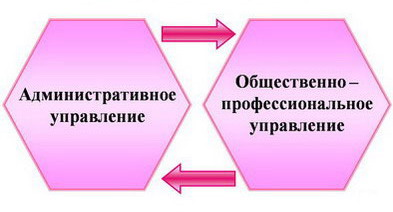 Административное
управление
Общественно –
профессиональное
управление